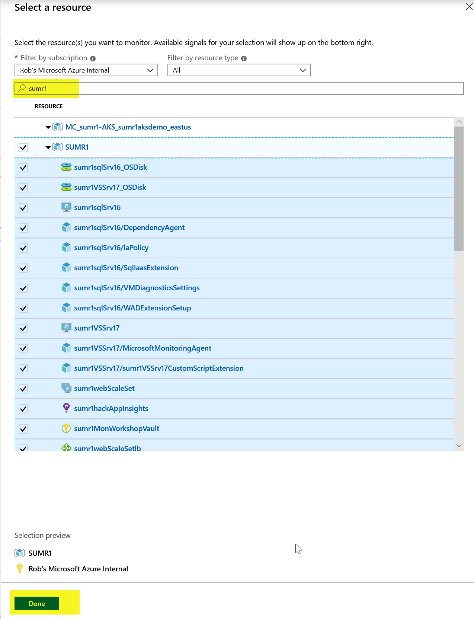 Select a resource
Select the resource(s) you want to monitor. Available signals for your selection will show up on the bottom right.
* Filter by subscription
Filter by resource type
Rob's Microsoft Azure Internal
All
sumr1
RESOURCE
MC_sumr1-AKS_sumr1aksdemo_eastus
SUMR1
sumr1sqlSrv16_OSDisk
sumr1VSSrv17_OSDisk
sumr1sqlSrv16
sumr1sqlSrv16/DependencyAgent
sumr1sqlSrv16/IaPolicy
sumr1sqlSrv16/SqlIaasExtension
sumr1sqlSrv16/VMDiagnosticsSettings
sumr1sqlSrv16/WADExtensionSetup
sumr1VSSrv17
sumr1VSSrv17/MicrosoftMonitoringAgent
sumr1VSSrv17/sumr1VSSrv17CustomScriptExtension
sumr1webScaleSet
sumr1hackAppInsights
sumr1MonWorkshopVault
sumr1webScaleSetlb
Selection preview
SUMR1
Rob's Microsoft Azure Internal
Done